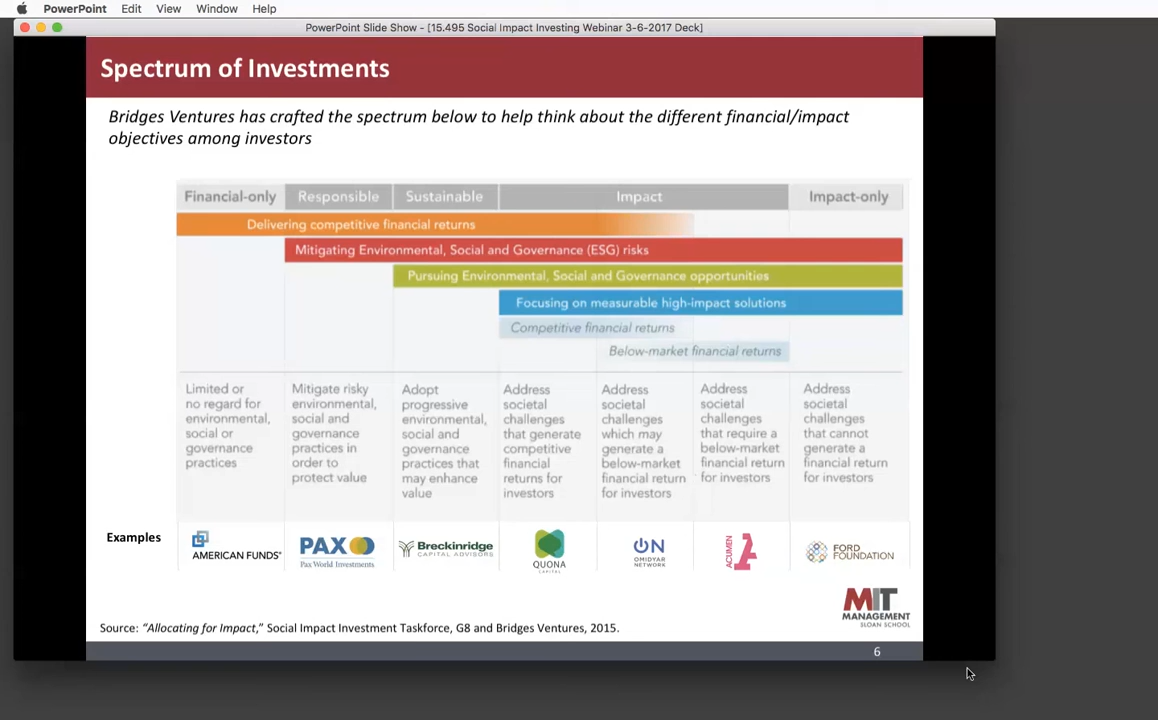 PowerPoint Edit View Window Help
PowerPoint Slide Show - [15.495 Social Impact Investing Webinar 3-6-2017 Deck]
Spectrum of Investments
Bridges Ventures has crafted the spectrum below to help think about the different financial/impact
objectives among investors
Financial-only Responsible Sustainable Impact Impact-only
Delivering competitive financial returns
Mitigating Environmental, Social and Governance (ESG) risks
Pursuing Environmental, Social and Governance opportunities
Focusing on measurable high-impact solutions
Competitive financial returns
Below-market financial returns
Limited or
no regard for
environmental,
social or
governance
practices
Mitigate risky
environmental,
social and
governance
practices in
order to
protect value
Adopt
progressive
environmental,
social and
governance
practices that
may enhance
value
Address
societal
challenges
that generate
competitive
financial
returns for
investors
Address
societal
challenges
which may
generate a
below-market
financial return
for investors
Address
societal
challenges
that require a
below-market
financial return
for investors
Address
societal
challenges
that cannot
generate a
financial return
for investors
Examples
AMERICAN FUNDS®
PAX
Pax World Investments
Breckinridge
CAPITAL ADVISORS
QUONA
CAPITAL
ON
OMIDYAR
NETWORK
ACUMEN
FORD
FOUNDATION
MIT
MANAGEMENT
SLOAN SCHOOL
Source: “Allocating for Impact,” Social Impact Investment Taskforce, G8 and Bridges Ventures, 2015.
6